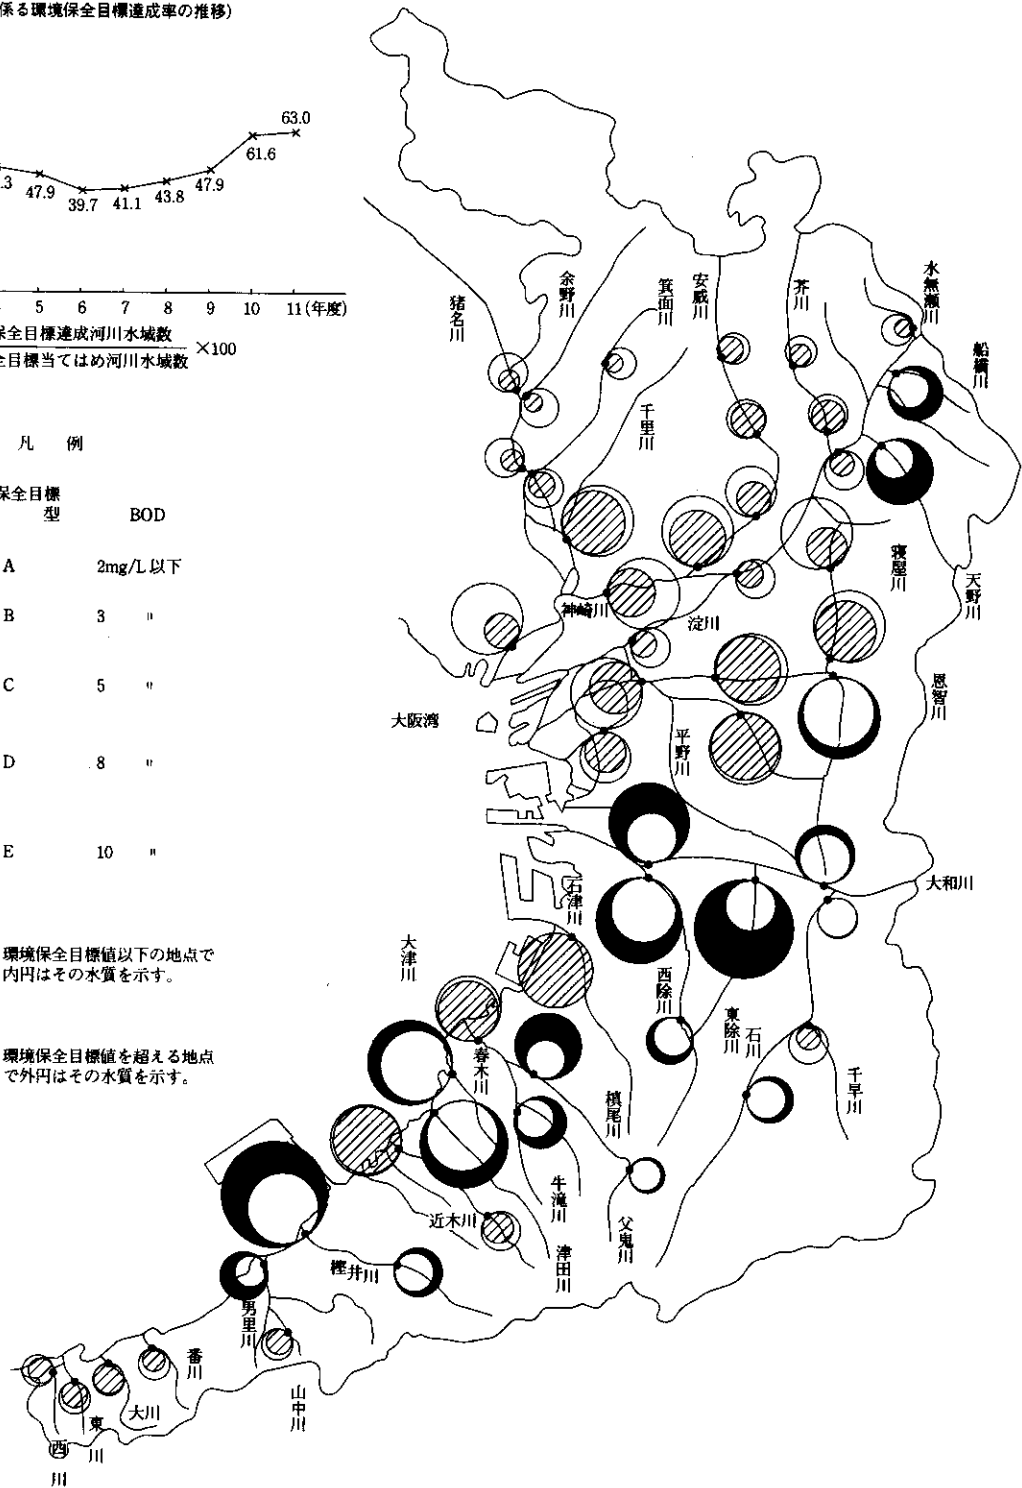 係る環境保全目標達成率の推移)
63.0
61.6
.3
47.9
39.7
41.1
43.8
47.9
5 6 7 8 9 10 11(年度)
保全目標達成河川水域数
全目標当てはめ河川水域数
×100
凡 例
保全目標
型 BOD
A 2mg/L以下
B 3 〃
C 5 〃
D 8 〃
E 10 〃
環境保全目標値以下の地点で
内円はその水質を示す。
環境保全目標値を超える地点
で外円はその水質を示す。
猪名川
余野川
箕面川
安威川
芥川
水無瀬川
船橋川
千里川
寝屋川
天野川
神崎川
淀川
恩智川
大阪湾
平野川
大和川
石津川
大津川
西除川
東除川
石川
千早川
春木川
槙尾川
牛滝川
父鬼川
近木川
津田川
樫井川
男里川
番川
山中川
大川
東川
西川